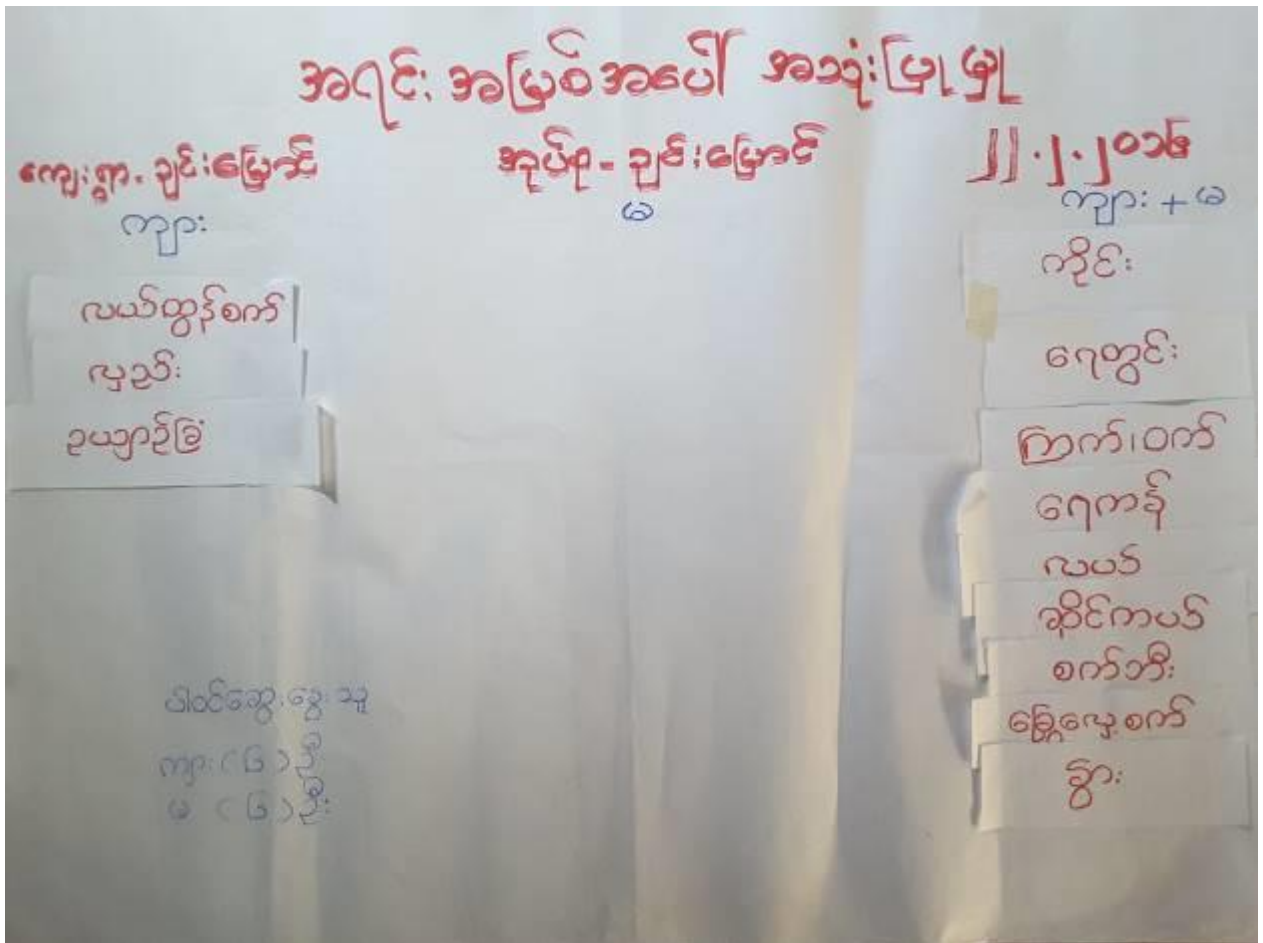 အရင်းအမြစ်အပေါ် အသုံးပြုမှု
ကျေးရွာ - ချင်းမြောင် အုပ်စု - ချင်းမြောင် ၂၂.၂.၂၀၁၆
ကျား မ ကျား + မ
ကိုင်း
လယ်ထွန်စက်
ရေတွင်း
လှည်း
ဥယျာဉ်ခြံ
ကြက်၊ဝက်
ရေကန်
လယ်
ဆိုင်ကယ်
စက်ဘီး
ခြွေလှေ့စက်
နွား
ပါဝင်ဆွေးနွေးသူ
ကျား (၆) ဦး
မ (၆) ဦး